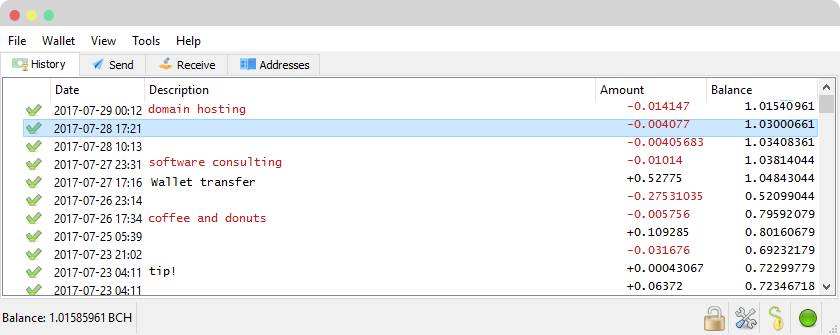 File Wallet View Tools Help
History Send Receive Addresses
Date Description Amount Balance
2017-07-29 00:12 domain hosting -0.014147 1.01540961
2017-07-28 17:21 -0.004077 1.03000661
2017-07-28 10:13 -0.00405683 1.03408361
2017-07-27 23:31 software consulting -0.01014 1.03814044
2017-07-27 17:16 Wallet transfer +0.52775 1.04843044
2017-07-26 23:14 -0.27531035 0.52099044
2017-07-26 17:34 coffee and donuts -0.005756 0.79592079
2017-07-25 05:39 +0.109285 0.80160679
2017-07-23 21:02 -0.031676 0.69232179
2017-07-23 04:11 tip! +0.00043067 0.72299779
2017-07-23 04:11 +0.06372 0.72346718
Balance: 1.01585961 BCH